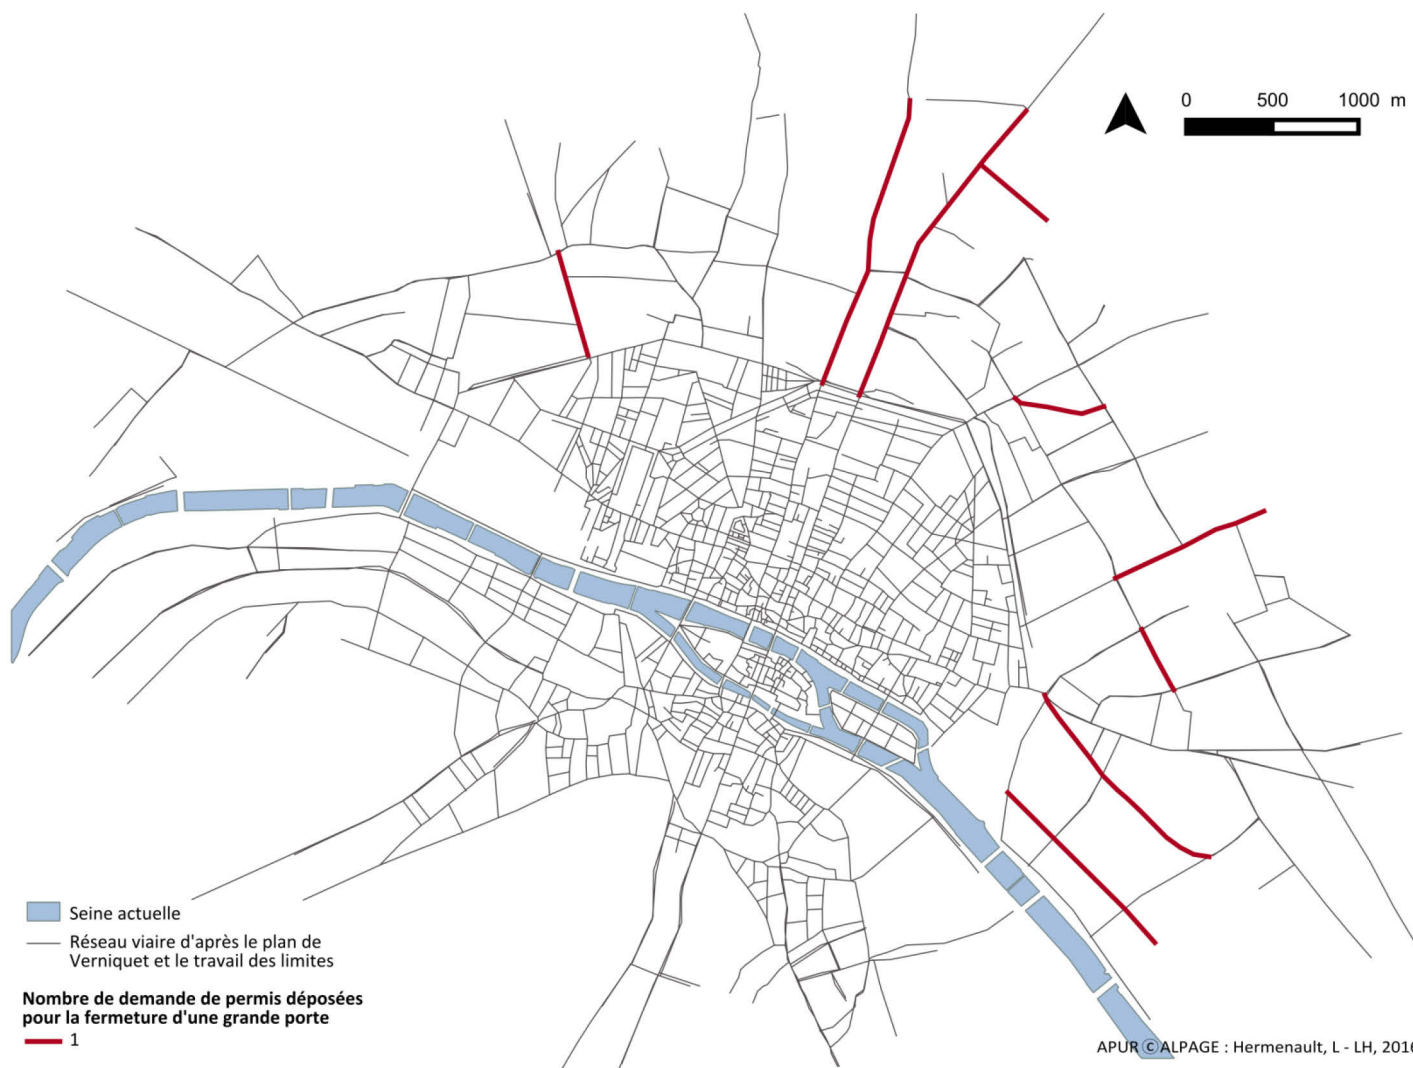 0 500 1000 m
Seine actuelle
Réseau viaire d'après le plan de
Verniquet et le travail des limites
Nombre de demande de permis déposées
pour la fermeture d'une grande porte
1
APUR © ALPAGE : Hermenault, L - LH, 2016